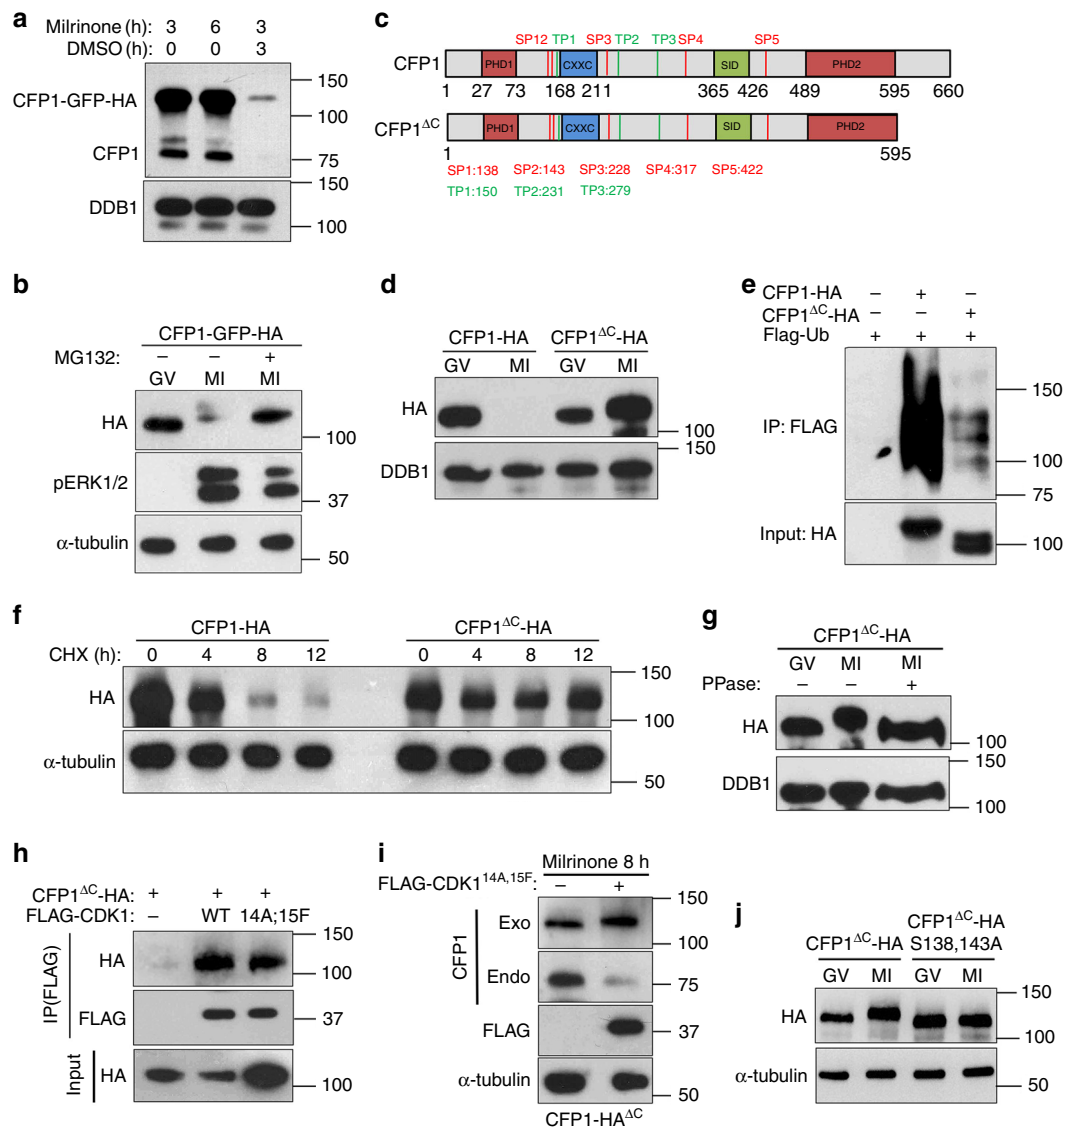 a
Milrinone (h): 3 6 3
DMSO (h): 0 0 3
CFP1-GFP-HA
CFP1
DDB1
150
100
75
150
100
b
CFP1-GFP-HA
MG132: – – +
GV MI MI
HA
100
pERK1/2
37
α-tubulin
50
c
SP12 TP1 SP3 TP2 TP3 SP4 SP5
CFP1
PHD1 CXXC SID PHD2
1 27 73 168 211 365 426 489 595 660
CFP1ΔC
PHD1 CXXC SID PHD2
1 595
SP1:138 SP2:143 SP3:228 SP4:317 SP5:422
TP1:150 TP2:231 TP3:279
d
CFP1-HA CFP1ΔC-HA
GV MI GV MI
HA
100
150
DDB1
e
CFP1-HA – + –
CFP1ΔC-HA – – +
Flag-Ub + + +
IP: FLAG
150
100
75
Input: HA
100
f
CFP1-HA CFP1ΔC-HA
CHX (h): 0 4 8 12 0 4 8 12
HA
150
100
α-tubulin
50
g
CFP1ΔC-HA
GV MI MI
PPase: – – +
HA
100
150
DDB1
100
h
CFP1ΔC-HA: + + +
FLAG-CDK1: – WT 14A;15F
IP(FLAG)
HA
150
100
FLAG
37
Input
HA
100
i
Milrinone 8 h
FLAG-CDK114A,15F: – +
CFP1
Exo
150
100
Endo
75
FLAG
37
α-tubulin
50
CFP1-HAΔC
j
CFP1ΔC-HA
CFP1ΔC-HA
S138,143A
GV MI GV MI
HA
150
100
α-tubulin
50